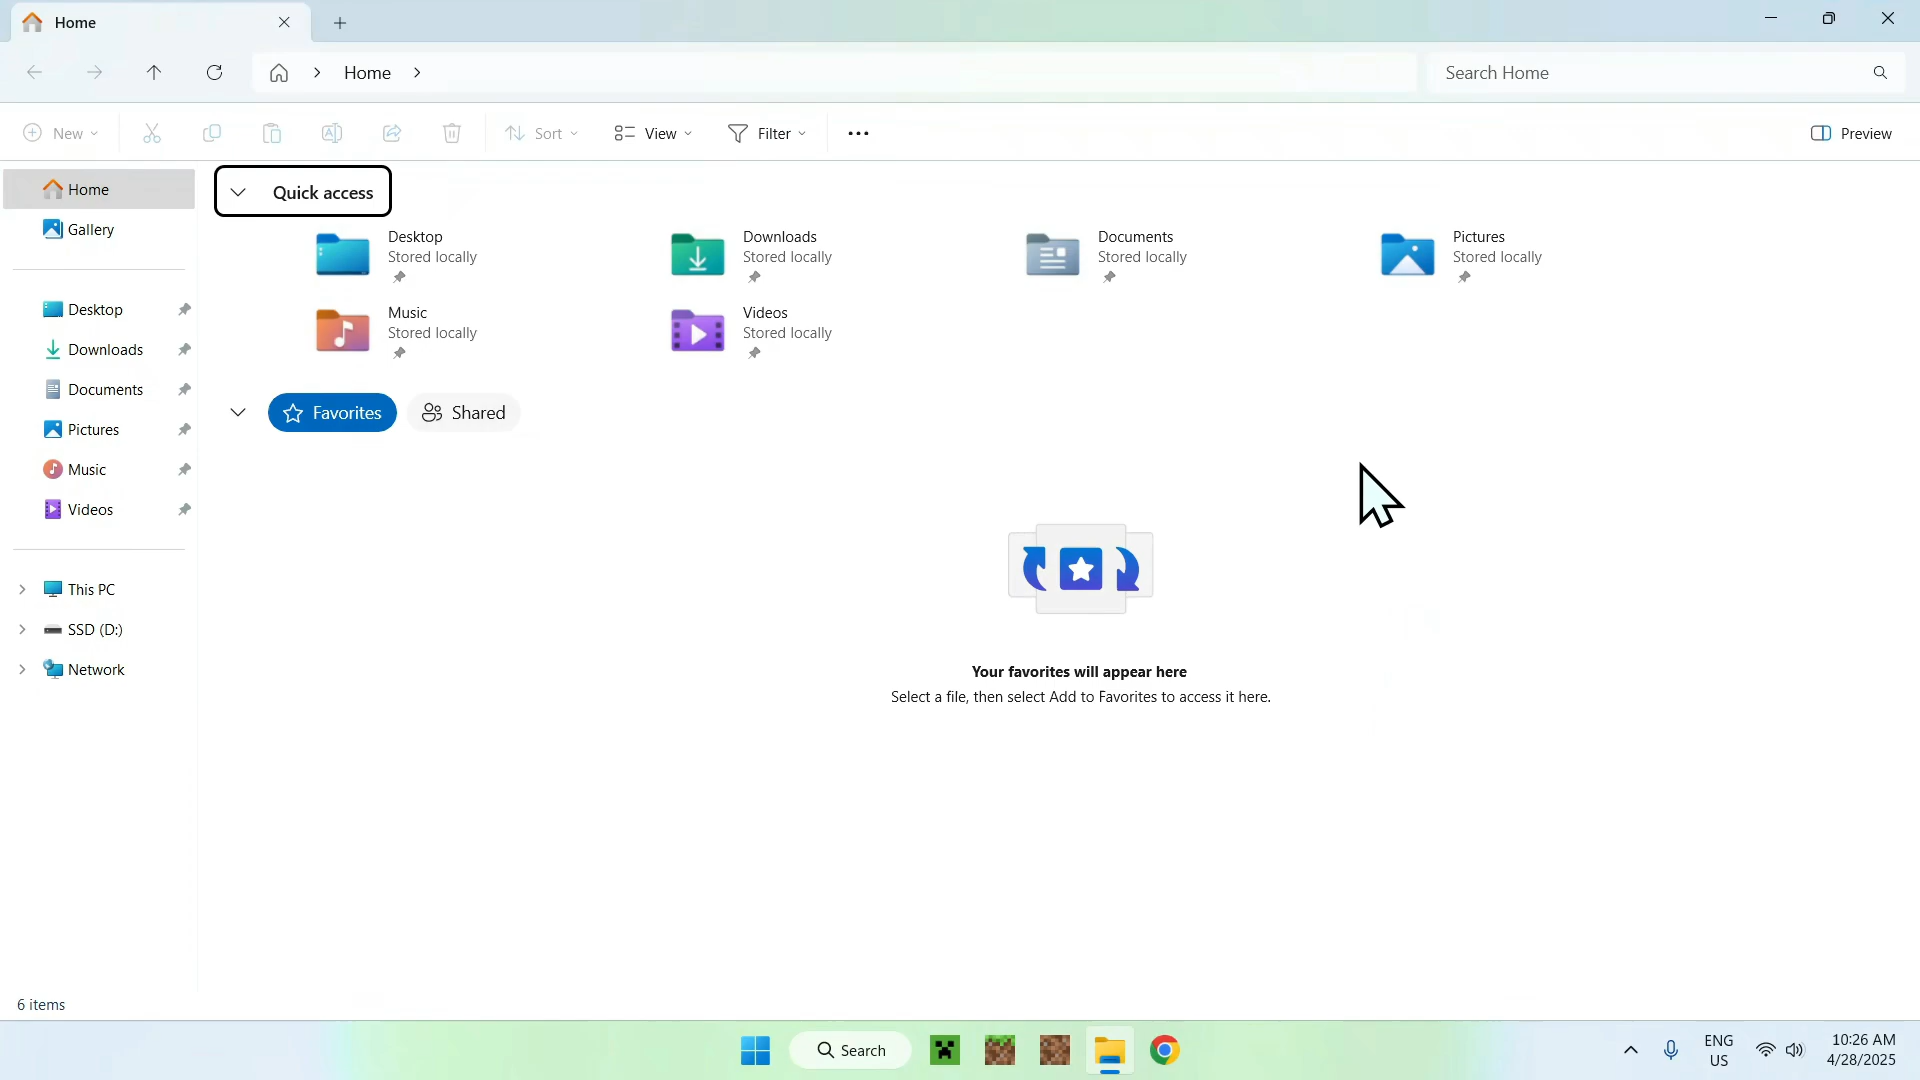 Home
Home
Search Home
New
Sort
View
Filter
Preview
Home
Gallery
Desktop
Downloads
Documents
Pictures
Music
Videos
This PC
SSD (D:)
Network
Quick access
Desktop
Stored locally
Downloads
Stored locally
Documents
Stored locally
Pictures
Stored locally
Music
Stored locally
Videos
Stored locally
Favorites
Shared
Your favorites will appear here
Select a file, then select Add to Favorites to access it here.
6 items
Search
ENG
US
10:26 AM
4/28/2025